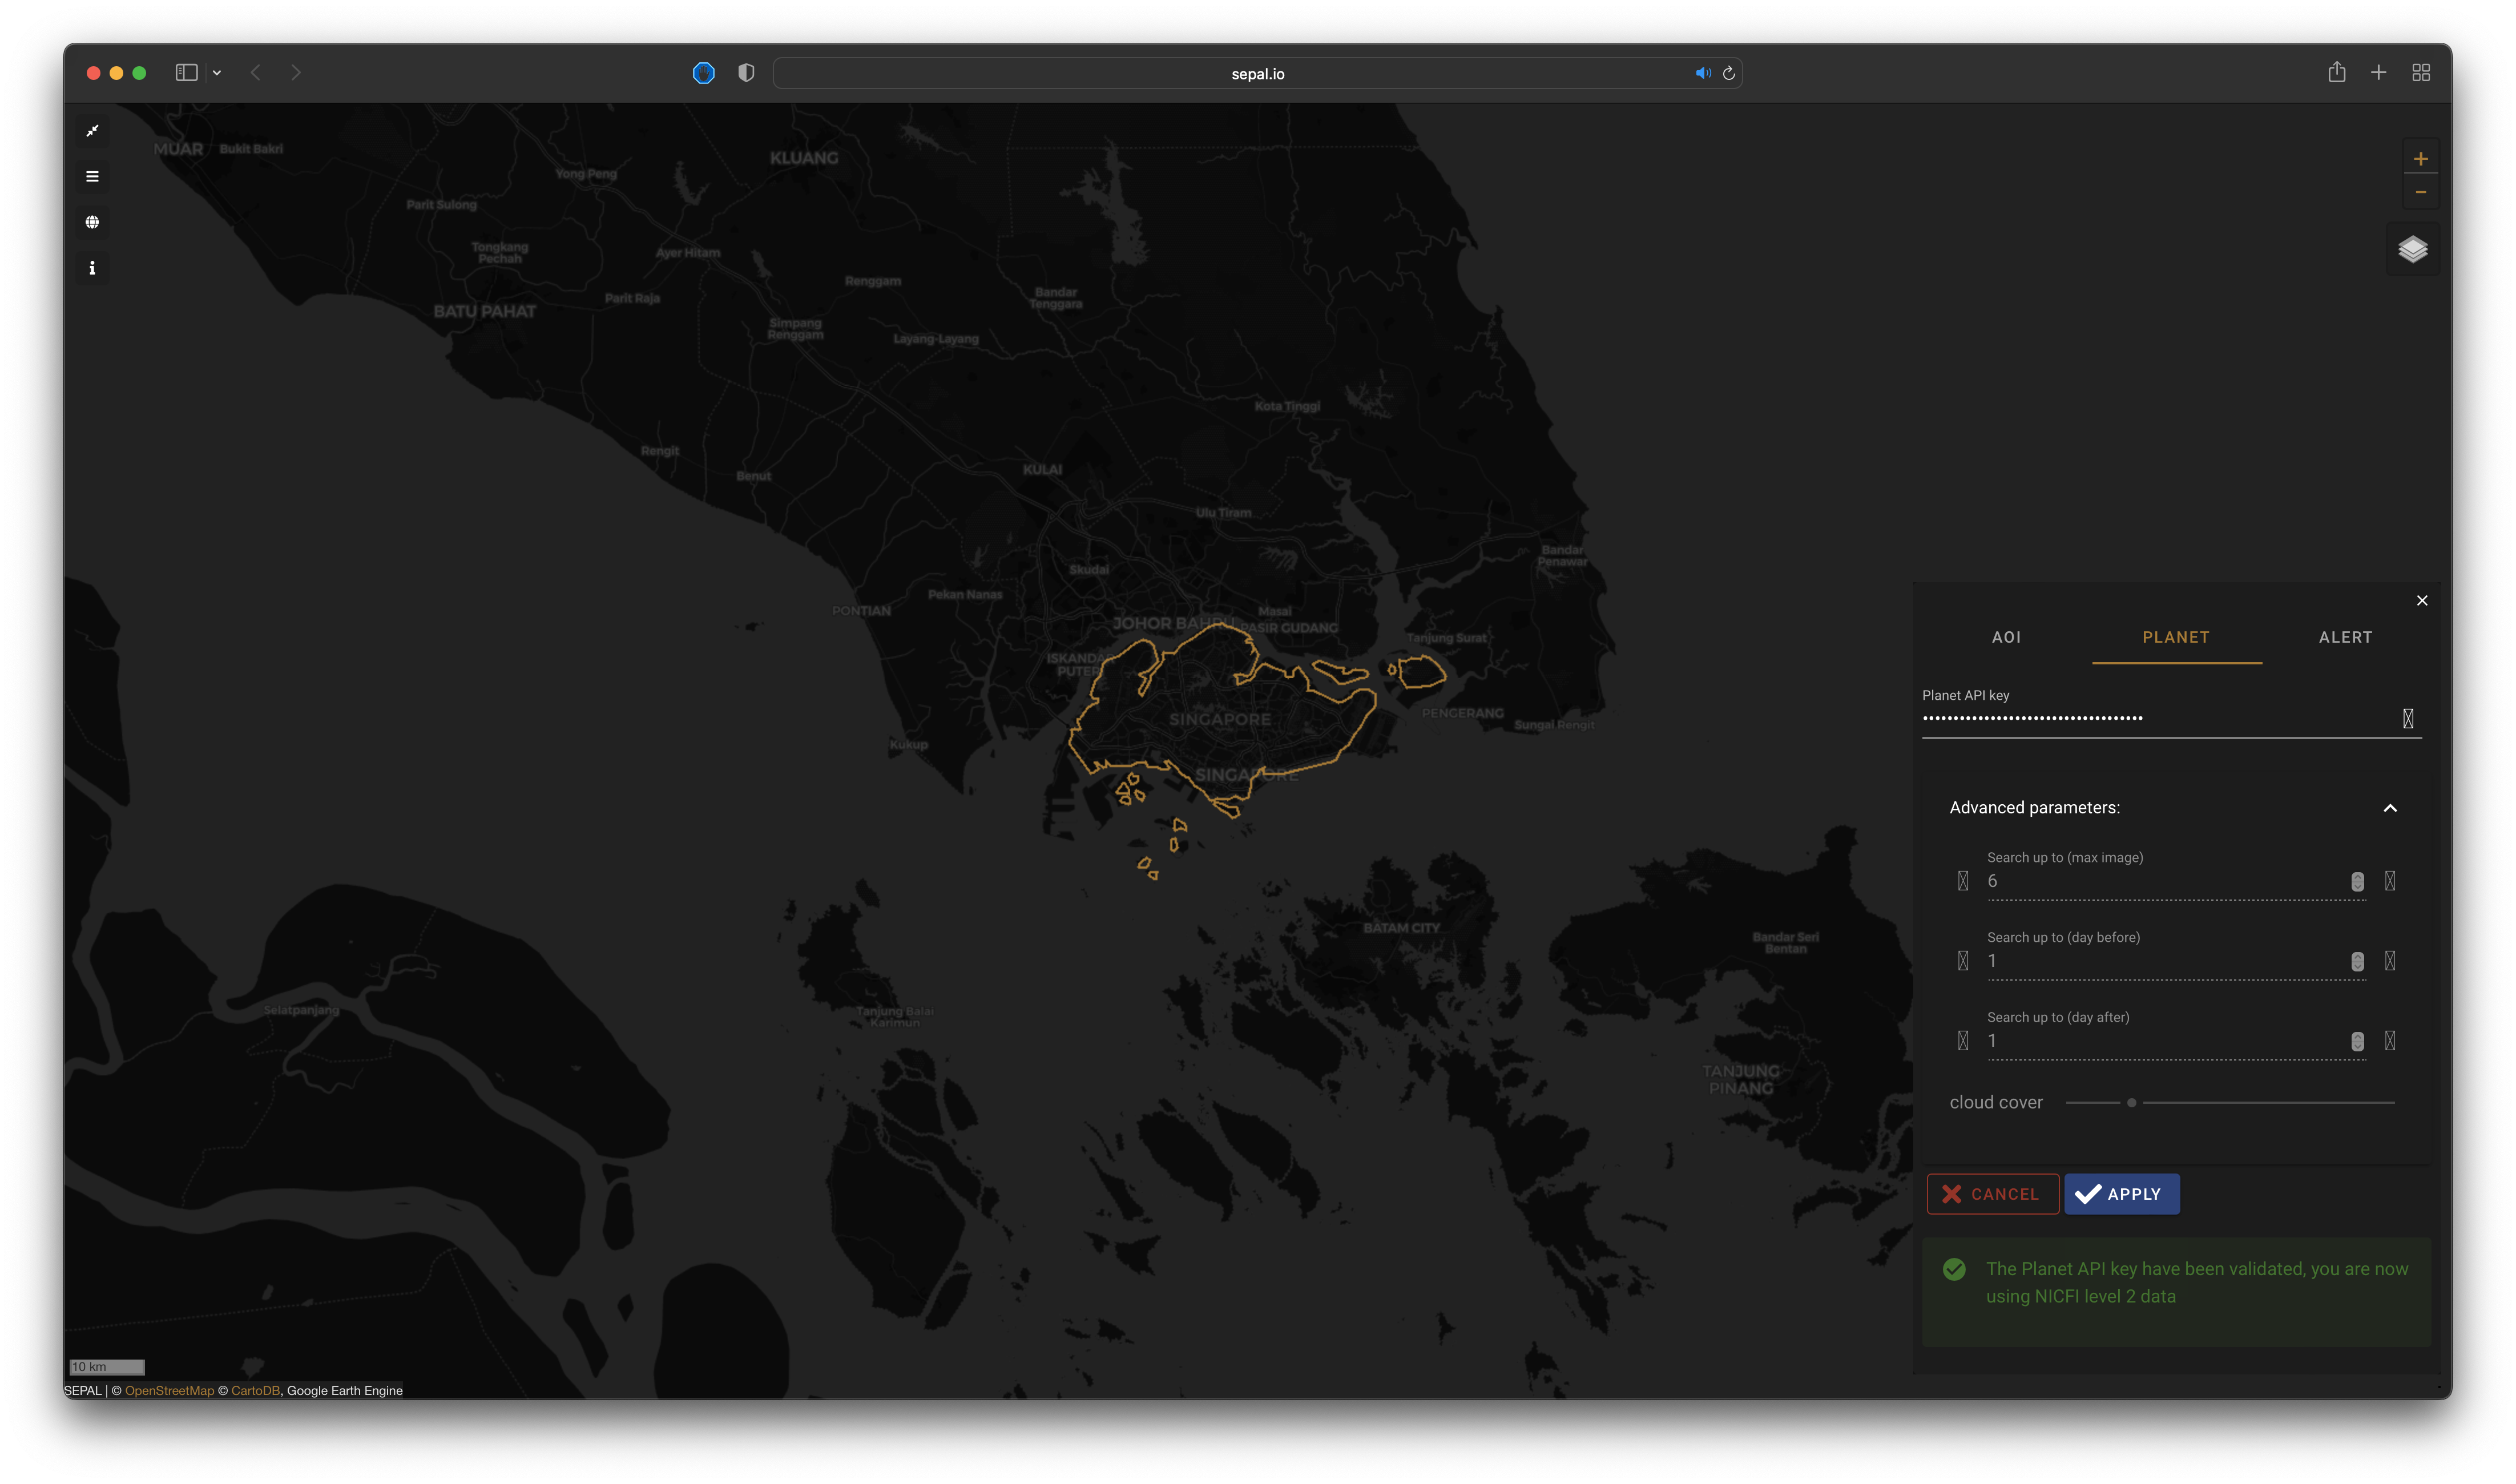 sepal.io
MUAR
Bukit Bakri
KLUANG
Yong Peng
Parit Sulong
Tongkang
Pechah
Ayer Hitam
Renggam
Bandar
Tenggara
Parit Raja
BATU PAHAT
Simpang
Renggam
Layang-Layang
Kota Tinggi
Rengit
Benut
KULAI
Ulu Tiram
Bandar
Penawar
Skudai
Pekan Nanas
PONTIAN
Masai
JOHOR BAHRU
PASIR GUDANG
Tanjung Surat
ISKANDAR
PUTERI
SINGAPORE
PENGERANG
Sungai Rengit
Kukup
SINGAPORE
BATAM CITY
Bandar Seri
Bentan
Selatpanjang
Tanjung Balai
Karimun
TANJUNG
PINANG
AOI
PLANET
ALERT
Planet API key
Advanced parameters:
Search up to (max image)
6
Search up to (day before)
1
Search up to (day after)
1
cloud cover
CANCEL
APPLY
The Planet API key have been validated, you are now
using NICFI level 2 data
10 km
SEPAL | © OpenStreetMap © CartoDB, Google Earth Engine